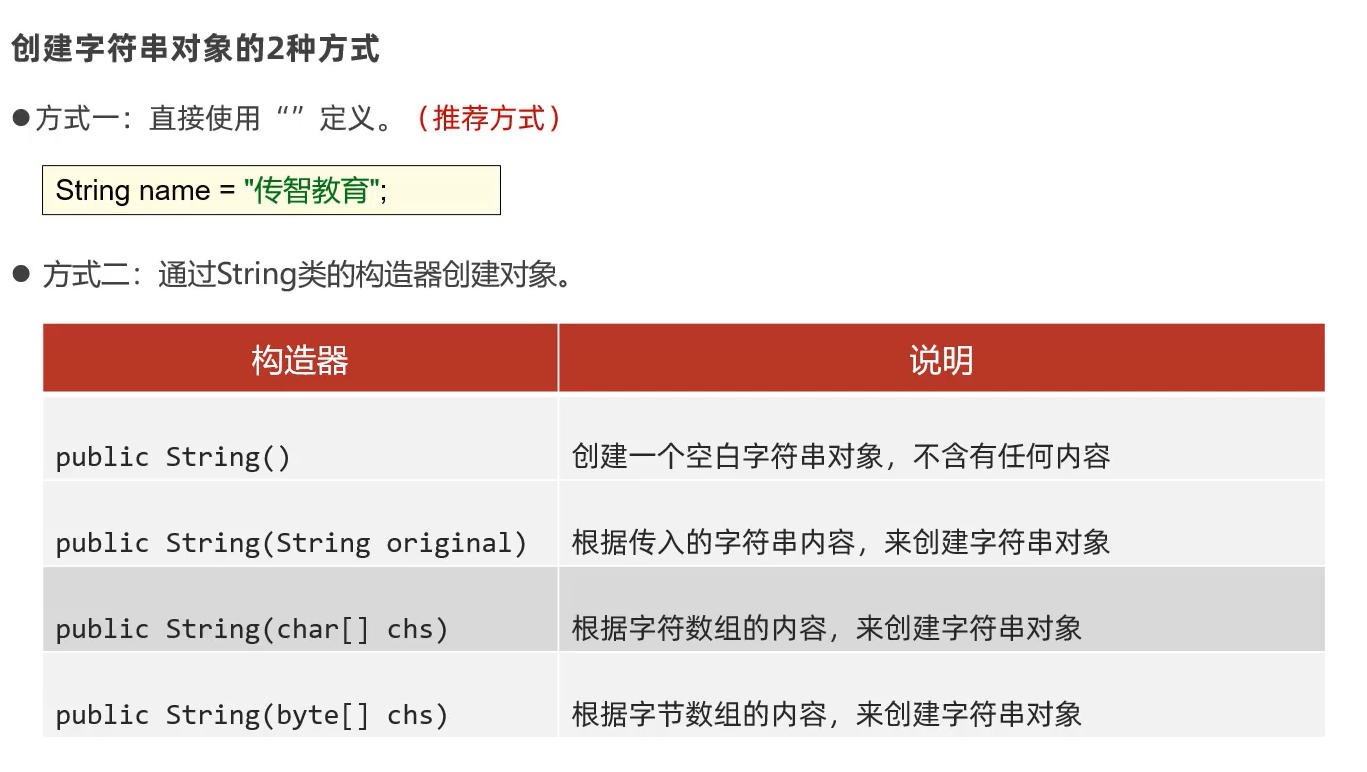 创建字符串对象的2种方式
●方式一：直接使用“”定义。（推荐方式）
String name = "传智教育";
● 方式二：通过String类的构造器创建对象。
构造器 说明
public String() 创建一个空白字符串对象，不含有任何内容
public String(String original) 根据传入的字符串内容，来创建字符串对象
public String(char[] chs) 根据字符数组的内容，来创建字符串对象
public String(byte[] chs) 根据字节数组的内容，来创建字符串对象